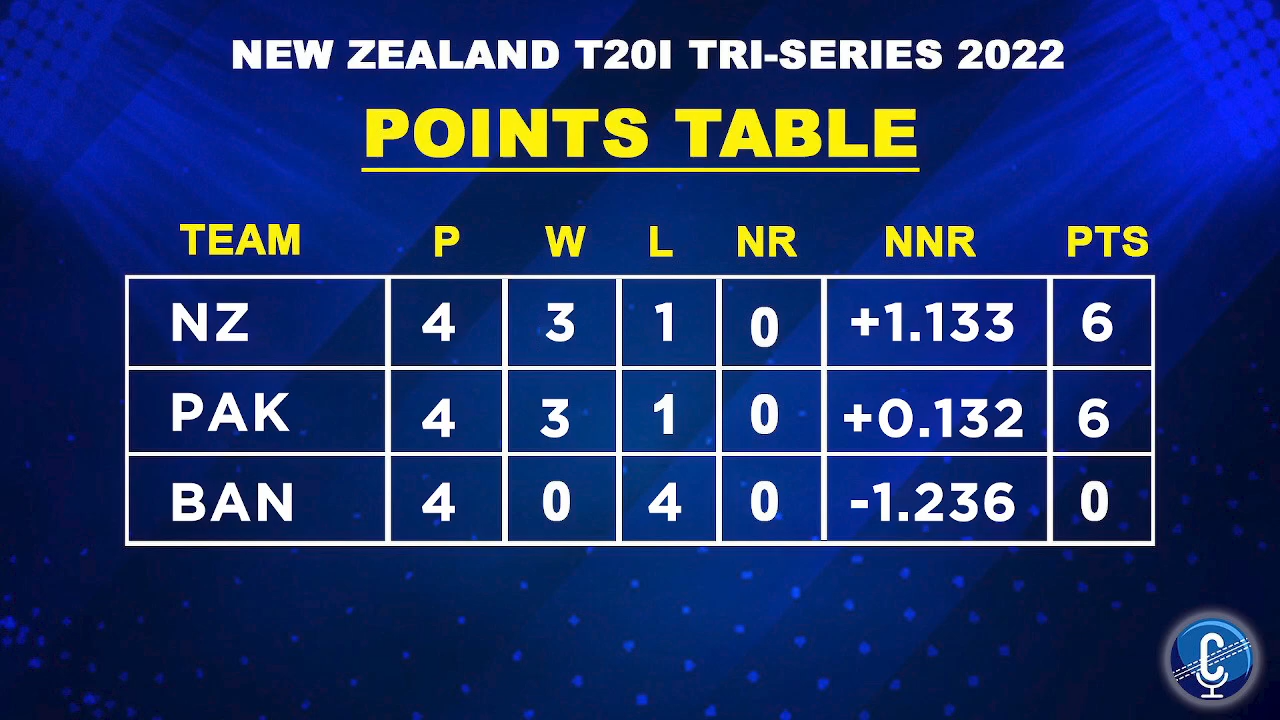 NEW ZEALAND T20I TRI-SERIES 2022
POINTS TABLE
TEAM P W L NR NNR PTS
NZ 4 3 1 0 +1.133 6
PAK 4 3 1 0 +0.132 6
BAN 4 0 4 0 -1.236 0